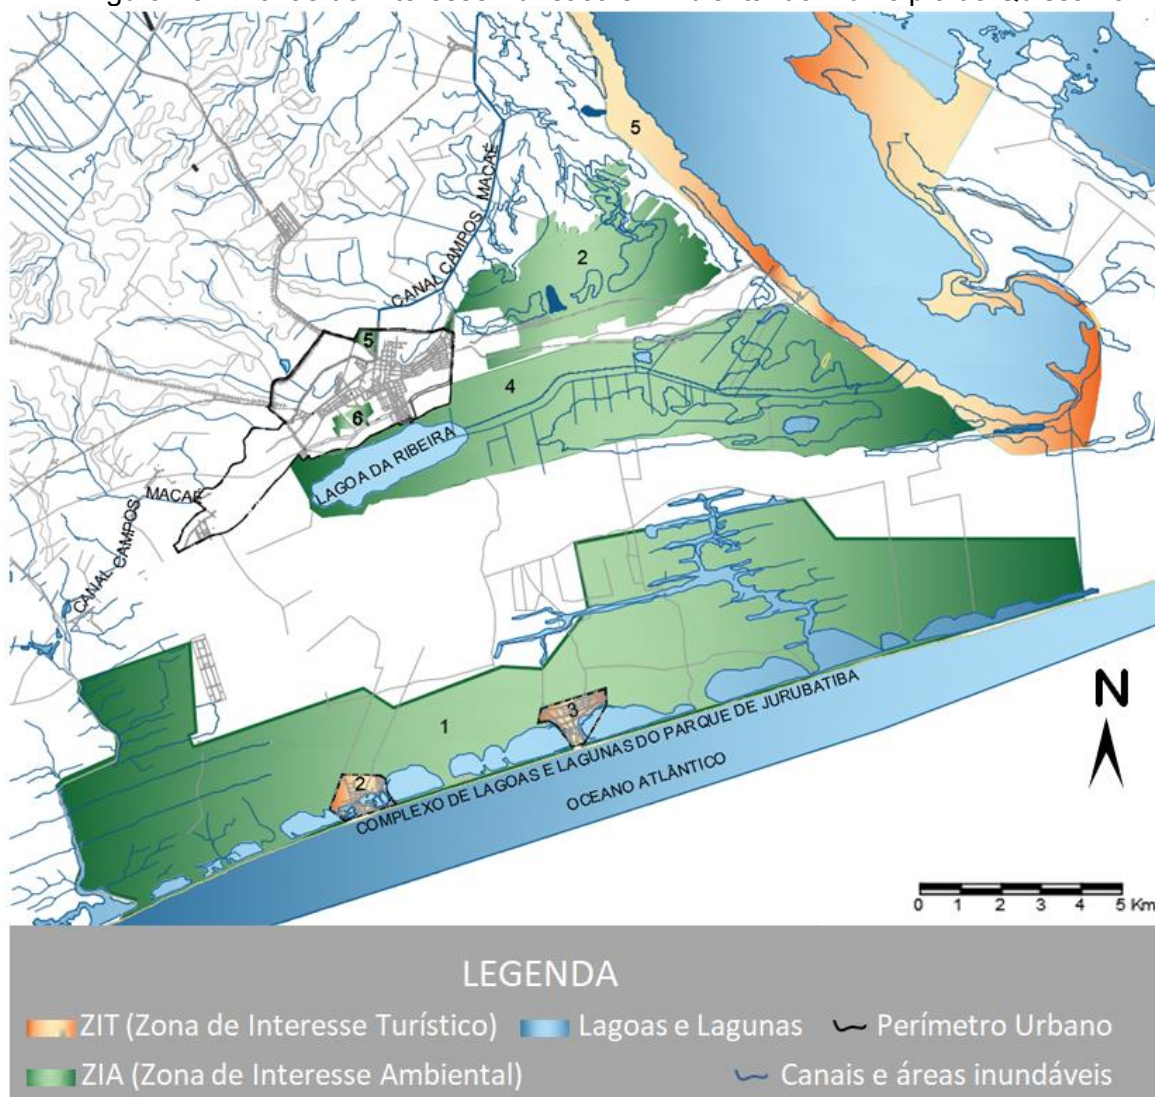 5
2
CANAL CAMPOS MACAÉ
5
4
6
LAGOA DA RIBEIRA
CANAL CAMPOS MACAÉ
1
3
2
COMPLEXO DE LAGOAS E LAGUNAS DO PARQUE DE JURUBATIBA
OCEANO ATLÂNTICO
N
0 1 2 3 4 5 Km
LEGENDA
ZIT (Zona de Interesse Turístico) Lagoas e Lagunas Perímetro Urbano
ZIA (Zona de Interesse Ambiental) Canais e áreas inundáveis